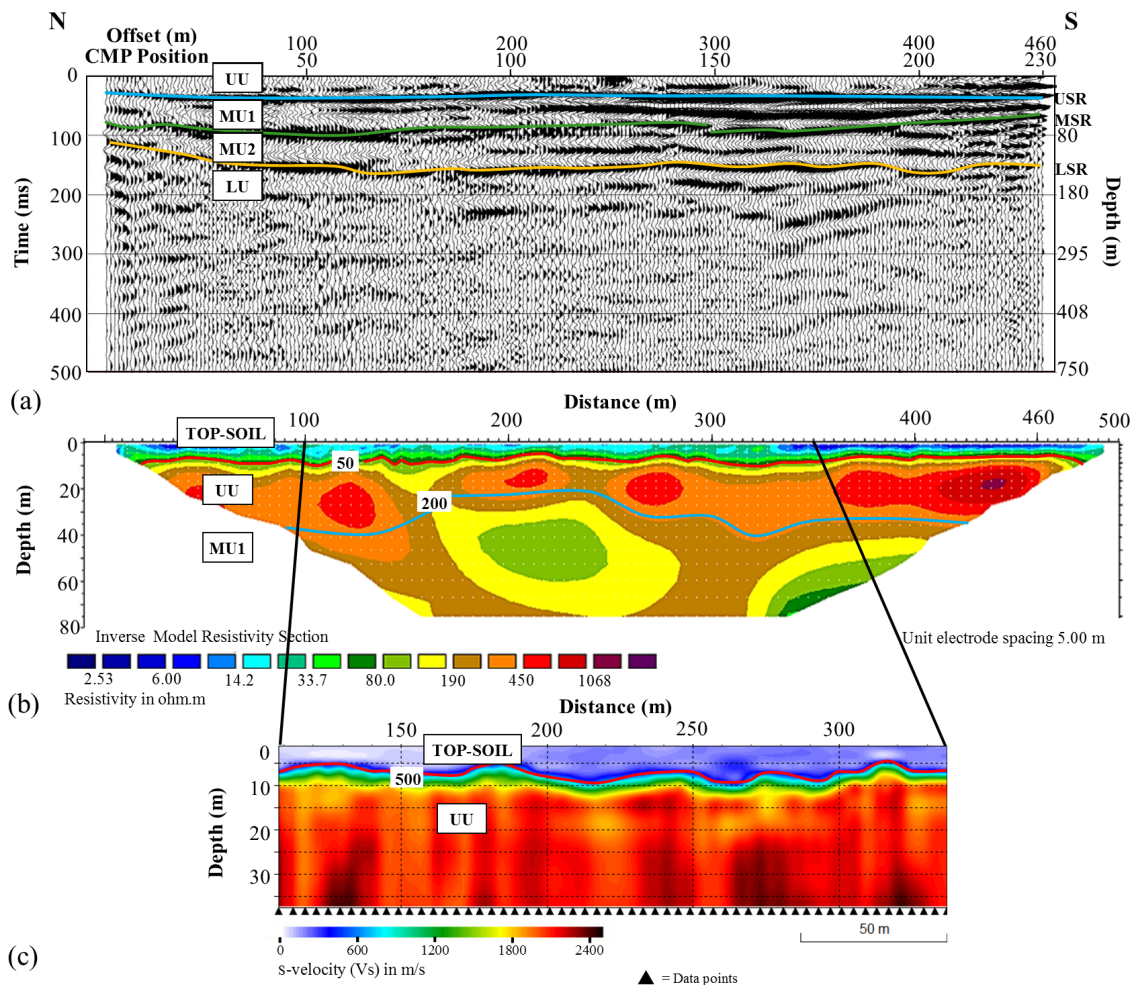 N S
Offset (m) 100 200 300 400 460
CMP Position 50 100 150 200 230
0 UU
USR
MU1
MSR
100 80
MU2
LSR
LU
200 180
300 295
400 408
500 750
Time (ms)
Depth (m)
(a)
Distance (m)
100 200 300 400 460 500
TOP-SOIL
0
50
20 UU
200
40 MU1
60
80
Depth (m)
Inverse Model Resistivity Section
Unit electrode spacing 5.00 m
2.53 6.00 14.2 33.7 80.0 190 450 1068
Resistivity in ohm.m
(b)
Distance (m)
150 200 250 300
TOP-SOIL
0
500
10
UU
20
30
Depth (m)
0 600 1200 1800 2400
s-velocity (Vs) in m/s
50 m
= Data points
(c)